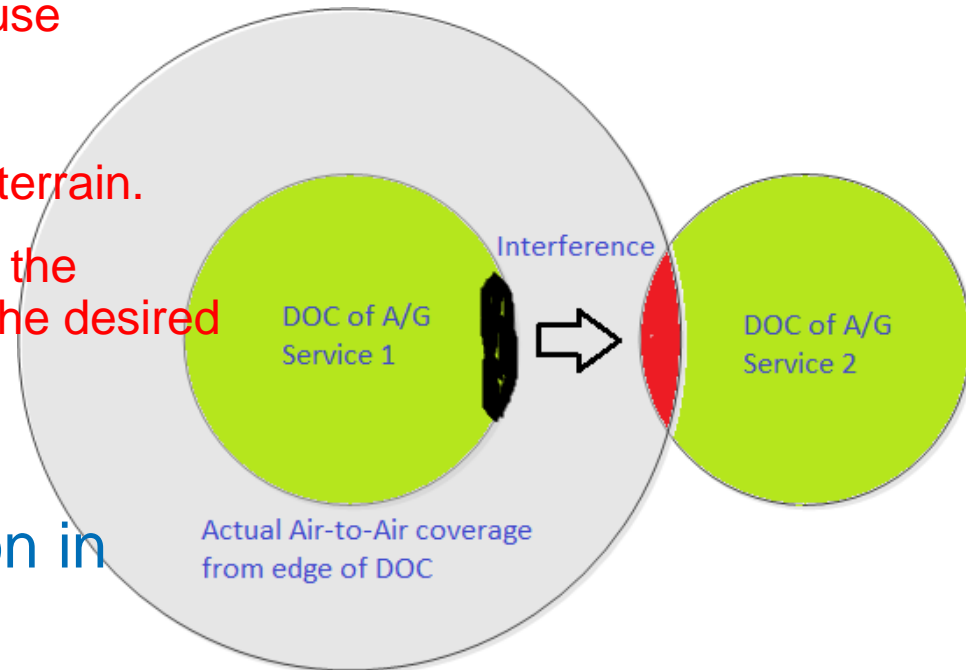 use
terrain.
the
he desired
Interference
DOC of A/G
Service 1
DOC of A/G
Service 2
Actual Air-to-Air coverage
from edge of DOC
on in